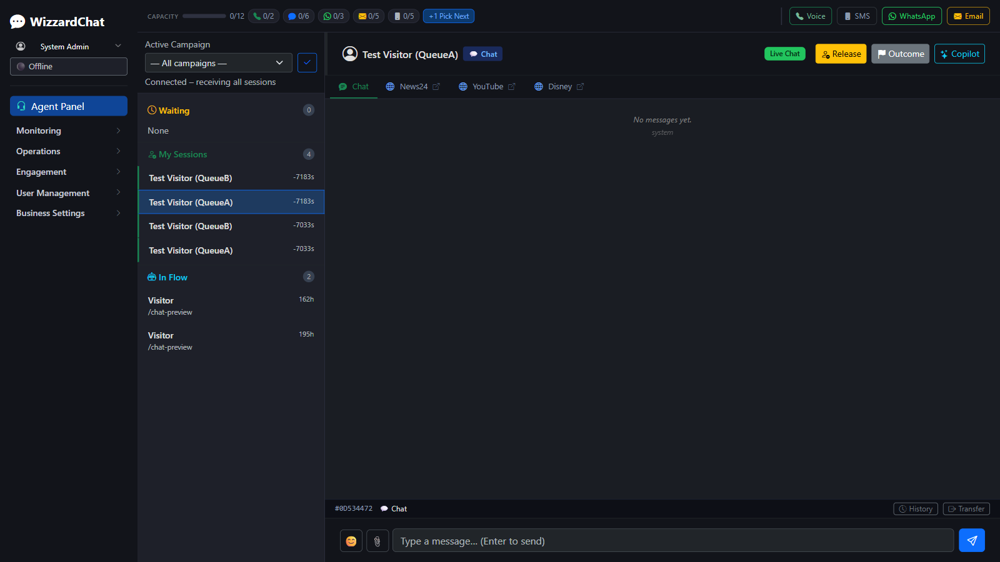 WizzardChat
System Admin
Offline
Agent Panel
Monitoring
Operations
Engagement
User Management
Business Settings
CAPACITY 0/12 0/2 0/6 0/3 0/5 0/5 +1 Pick Next
Voice SMS WhatsApp Email
Active Campaign
— All campaigns —
Connected – receiving all sessions
Waiting 0
None
My Sessions 4
Test Visitor (QueueB) -7183s
Test Visitor (QueueA) -7183s
Test Visitor (QueueB) -7033s
Test Visitor (QueueA) -7033s
In Flow 2
Visitor 162h
/chat-preview
Visitor 195h
/chat-preview
Test Visitor (QueueA) Chat
Live Chat Release Outcome Copilot
Chat News24 YouTube Disney
No messages yet.
system
#0D534472 Chat
History Transfer
Type a message... (Enter to send)